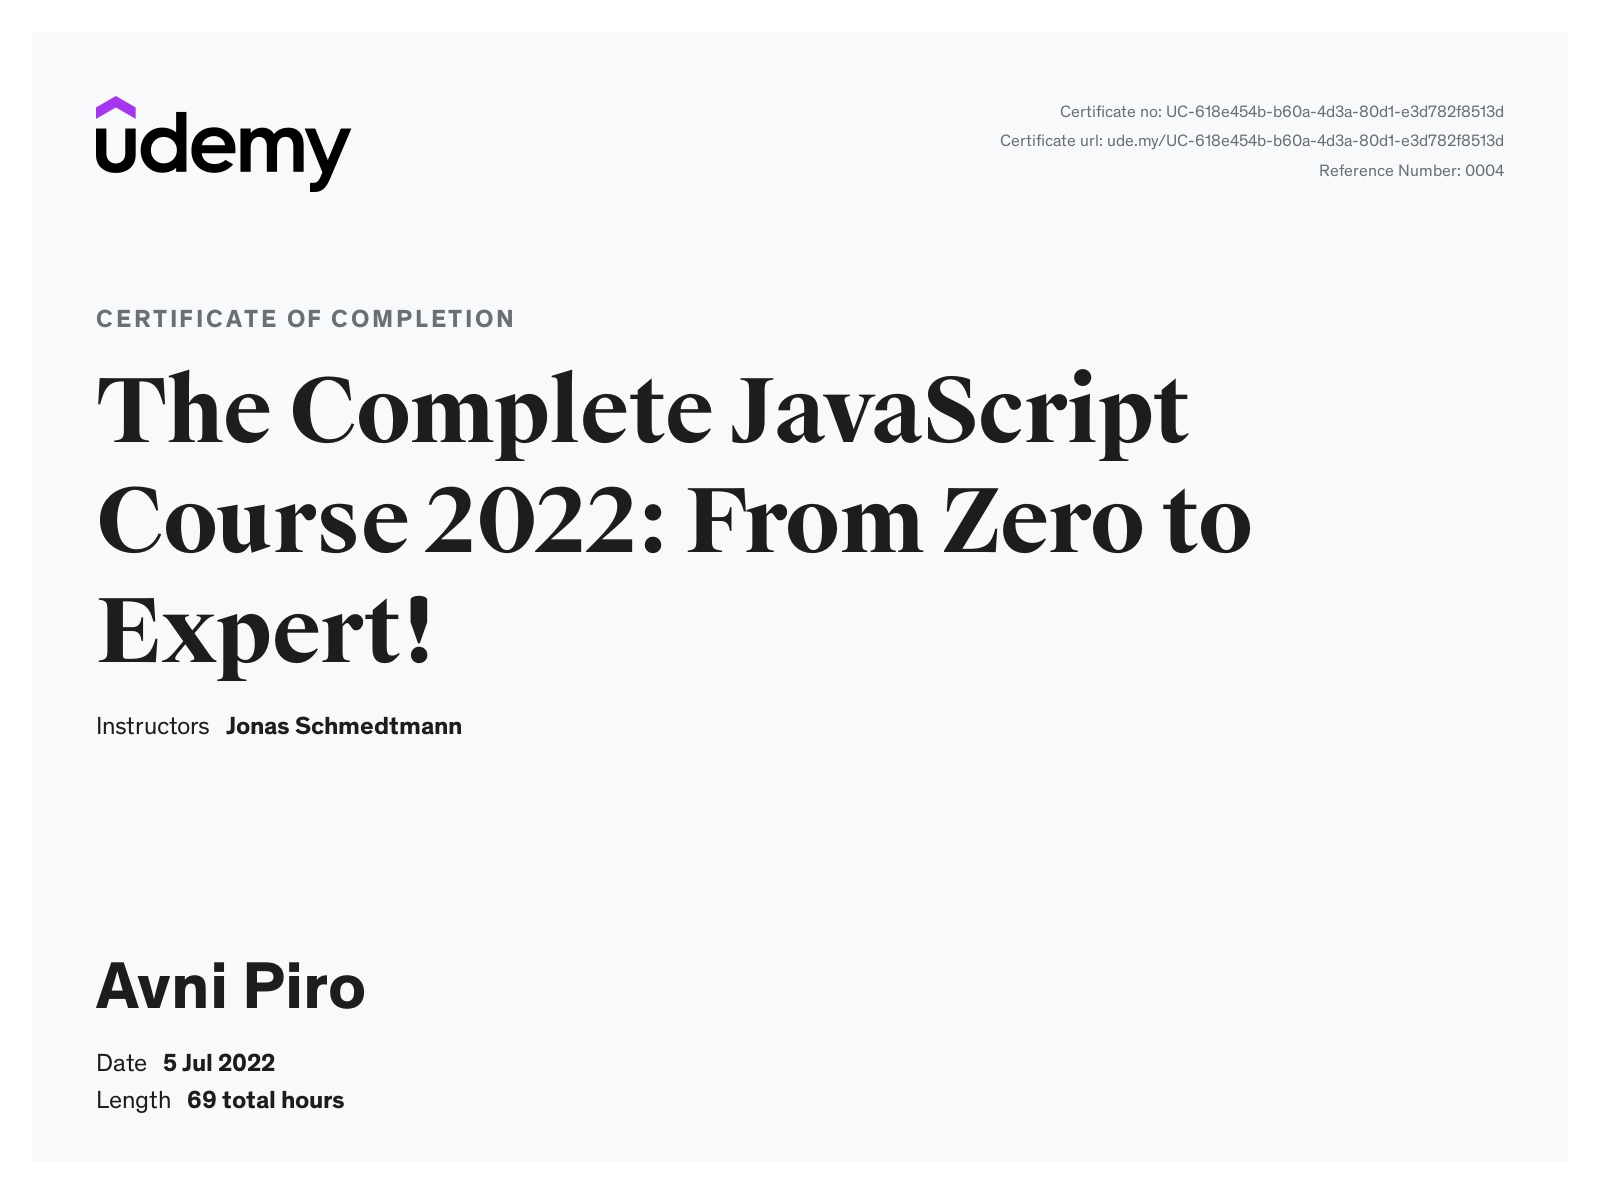 udemy
Certificate no: UC-618e454b-b60a-4d3a-80d1-e3d782f8513d
Certificate url: ude.my/UC-618e454b-b60a-4d3a-80d1-e3d782f8513d
Reference Number: 0004
CERTIFICATE OF COMPLETION
The Complete JavaScript
Course 2022: From Zero to
Expert!
Instructors Jonas Schmedtmann
Avni Piro
Date 5 Jul 2022
Length 69 total hours